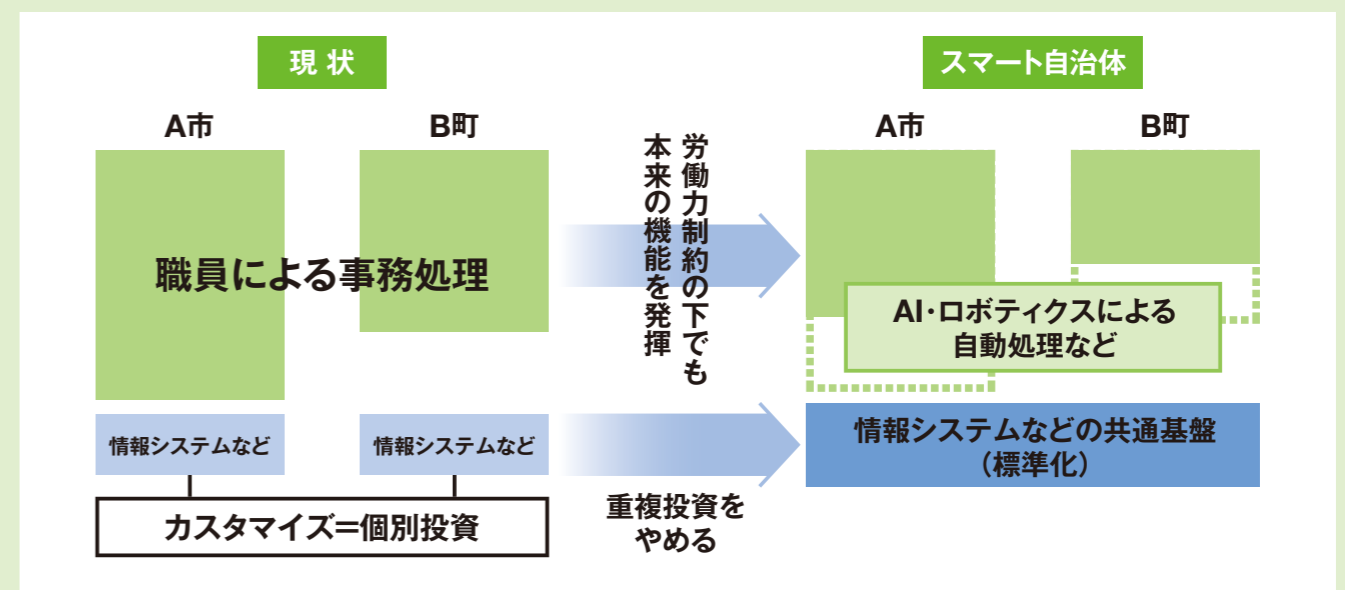 現状
A市
B町
職員による事務処理
情報システムなど
情報システムなど
カスタマイズ=個別投資
労働力制約の下でも
本来の機能を発揮
重複投資を
やめる
スマート自治体
A市
B町
AI・ロボティクスによる
自動処理など
情報システムなどの共通基盤
(標準化)